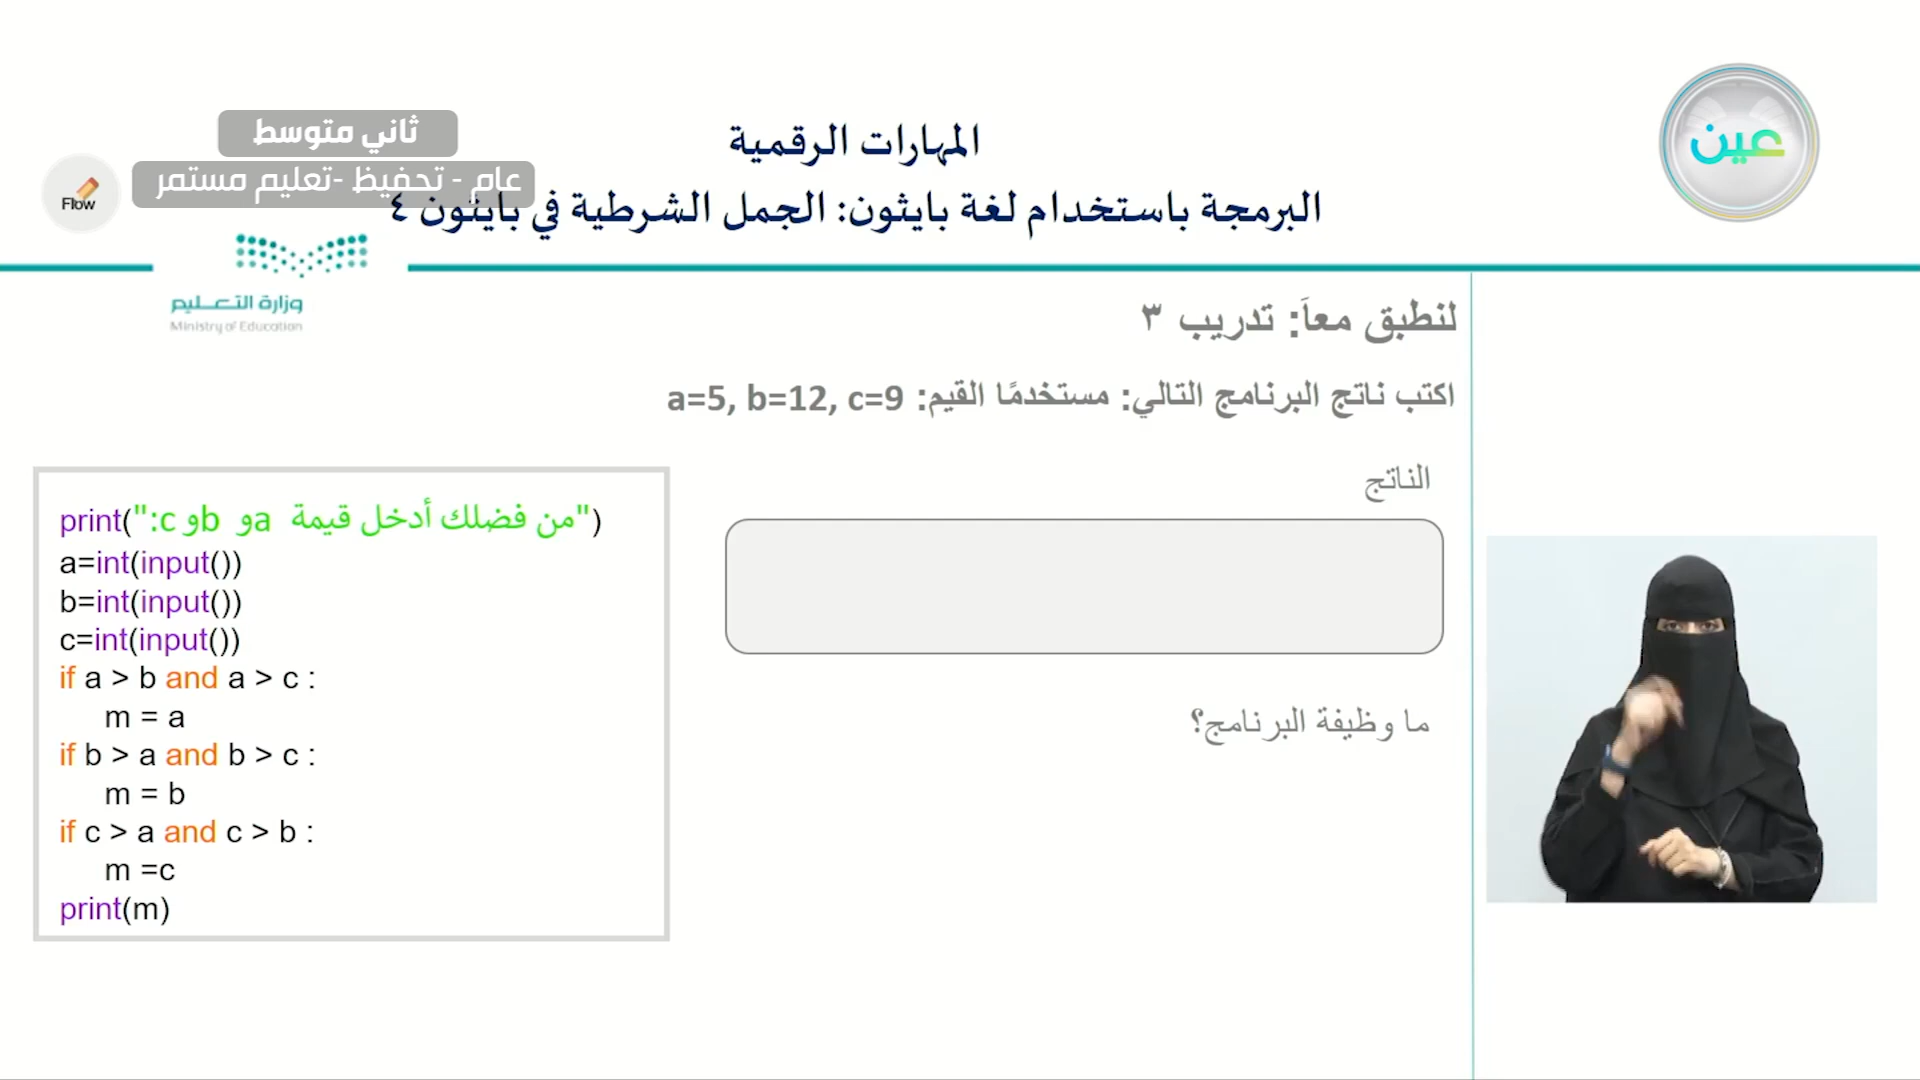 ثاني متوسط
عام - تحفيظ -تعليم مستمر
Flow
المهارات الرقمية
البرمجة باستخدام لغة بايثون: الجمل الشرطية في بايثون ٤
عين
وزارة التعـليم
Ministry of Education
لنطبق معاَ: تدريب ٣
اكتب ناتج البرنامج التالي: مستخدمًا القيم: a=5, b=12, c=9
الناتج
ما وظيفة البرنامج؟
print("من فضلك أدخل قيمة a و b و c:")
a=int(input())
b=int(input())
c=int(input())
if a > b and a > c :
m = a
if b > a and b > c :
m = b
if c > a and c > b :
m =c
print(m)